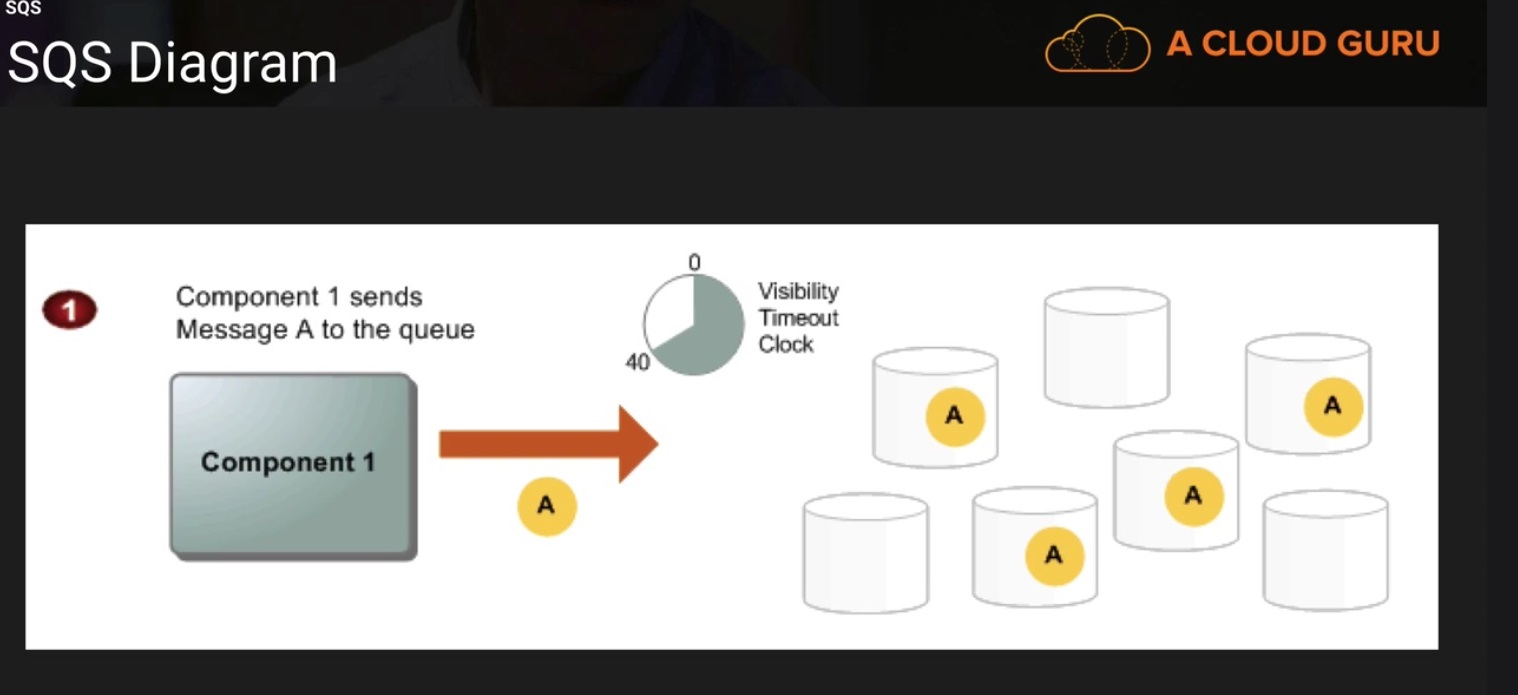 SQS
SQS Diagram
A CLOUD GURU
1
Component 1 sends
Message A to the queue
0
Visibility
Timeout
Clock
40
Component 1
A
A
A
A
A